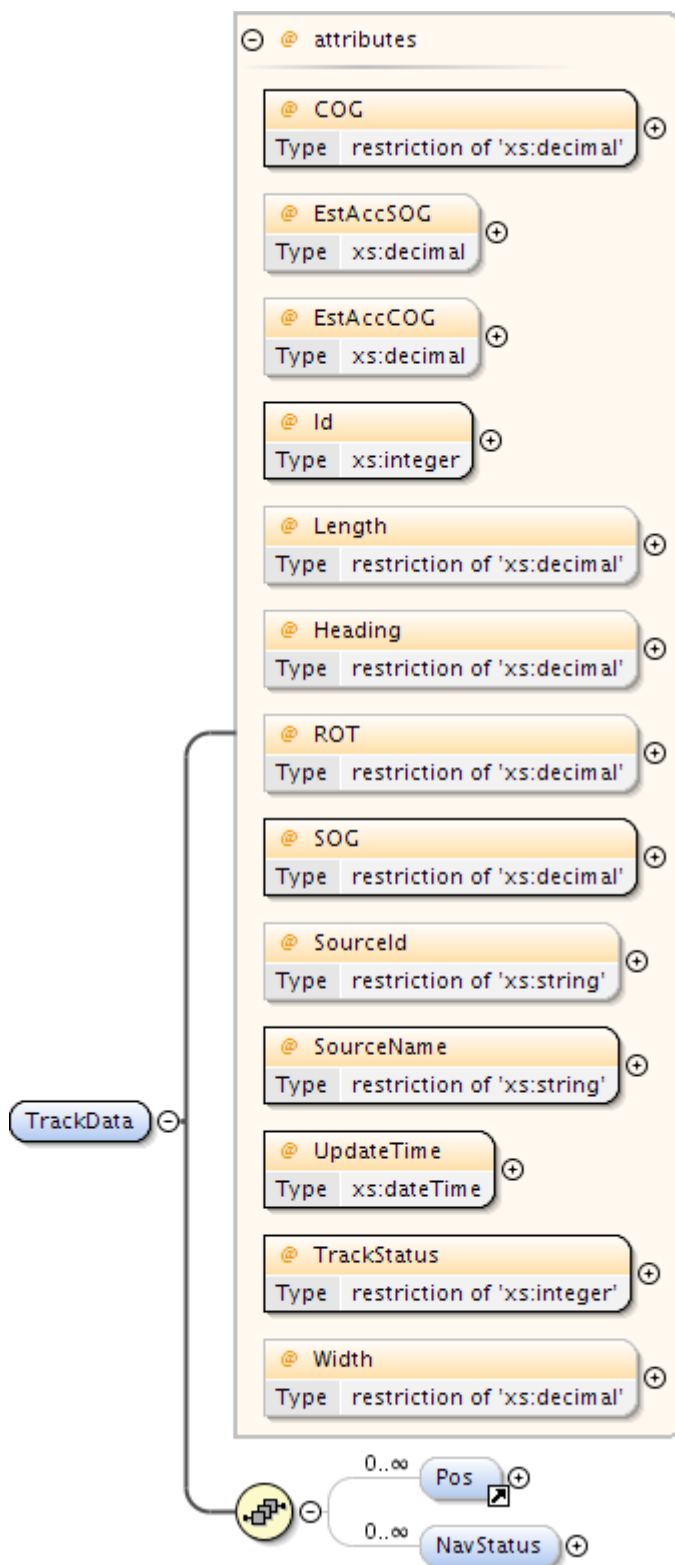 @ attributes
@ COG
Type restriction of 'xs:decimal'
@ EstAccSOG
Type xs:decimal
@ EstAccCOG
Type xs:decimal
@ Id
Type xs:integer
@ Length
Type restriction of 'xs:decimal'
@ Heading
Type restriction of 'xs:decimal'
@ ROT
Type restriction of 'xs:decimal'
@ SOG
Type restriction of 'xs:decimal'
@ SourceId
Type restriction of 'xs:string'
@ SourceName
Type restriction of 'xs:string'
TrackData
@ UpdateTime
Type xs:dateTime
@ TrackStatus
Type restriction of 'xs:integer'
@ Width
Type restriction of 'xs:decimal'
0..∞
Pos
0..∞
NavStatus